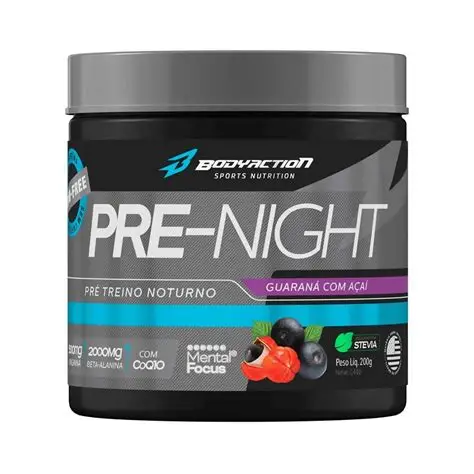 BODYACTION
SPORTS NUTRITION
-FREE
PRE-NIGHT
PRÉ TREINO NOTURNO
GUARANÁ COM AÇAÍ
2000MG
BETA-ALANINA
COM
CoQ10
Mental®
Focus
STEVIA
Peso Líq. 200g